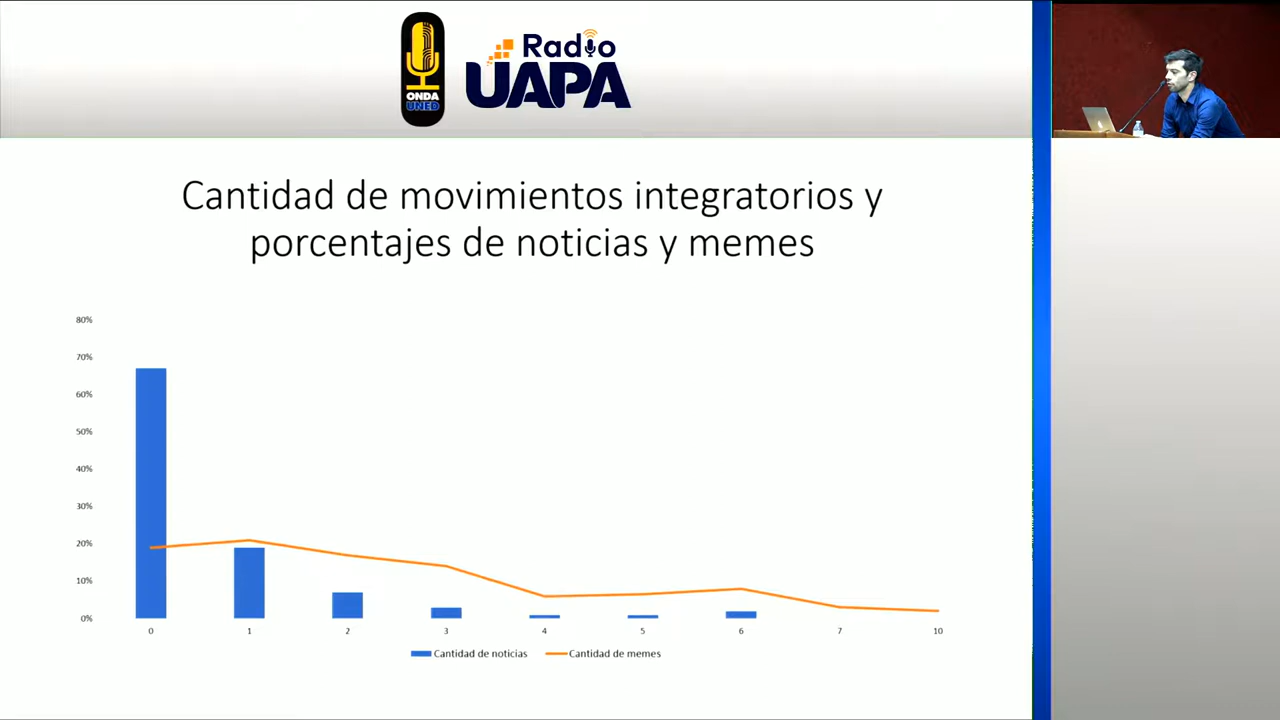 ONDA
UNED
Radio
UAPA
Cantidad de movimientos integratorios y
porcentajes de noticias y memes
80%
70%
60%
50%
40%
30%
20%
10%
0%
0 1 2 3 4 5 6 7 10
Cantidad de noticias Cantidad de memes